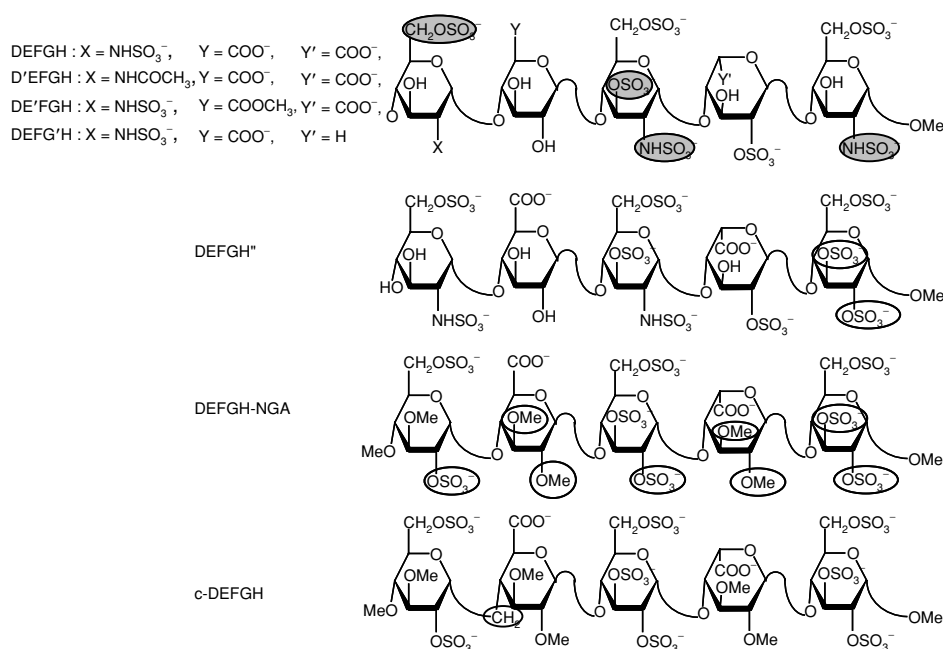 CH₂OSO₃⁻ Y CH₂OSO₃⁻ CH₂OSO₃⁻
DEFGH : X = NHSO₃⁻, Y = COO⁻, Y′ = COO⁻,
D′EFGH : X = NHCOCH₃, Y = COO⁻, Y′ = COO⁻,
DE′FGH : X = NHSO₃⁻, Y = COOCH₃, Y′ = COO⁻,
DEFG′H : X = NHSO₃⁻, Y = COO⁻, Y′ = H
O O O O O
OH OH OSO₃⁻ Y′ OH OH
O O O O OMe
X OH NHSO₃⁻ OSO₃⁻ NHSO₃⁻
CH₂OSO₃⁻ COO⁻ CH₂OSO₃⁻ CH₂OSO₃⁻
DEFGH"
O O O O O
OH OH OSO₃⁻ COO⁻ OSO₃⁻
HO O O OH O O OMe
NHSO₃⁻ OH NHSO₃⁻ OSO₃⁻ OSO₃⁻
CH₂OSO₃⁻ COO⁻ CH₂OSO₃⁻ CH₂OSO₃⁻
DEFGH-NGA
O O O O O
OMe OMe OSO₃⁻ COO⁻ OSO₃⁻
MeO O O OMe O O OMe
OSO₃⁻ OMe OSO₃⁻ OMe OSO₃⁻
CH₂OSO₃⁻ COO⁻ CH₂OSO₃⁻ CH₂OSO₃⁻
c-DEFGH
O O O O O
OMe OMe OSO₃⁻ COO⁻ OSO₃⁻
MeO CH₂ O OMe O O OMe
OSO₃⁻ OMe OSO₃⁻ OMe OSO₃⁻